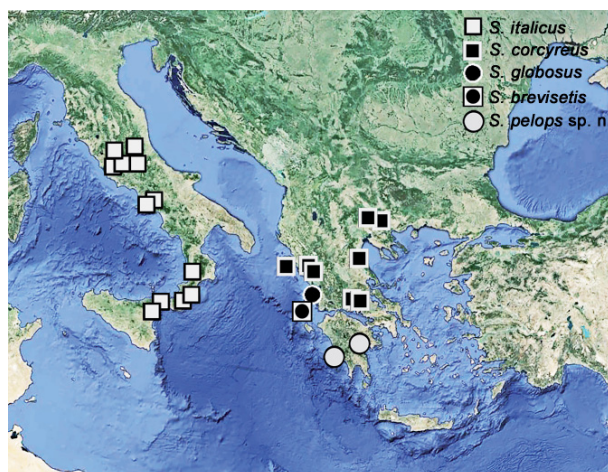 S. italicus
S. corcyreus
S. globosus
S. brevisetis
S. pelops sp. n